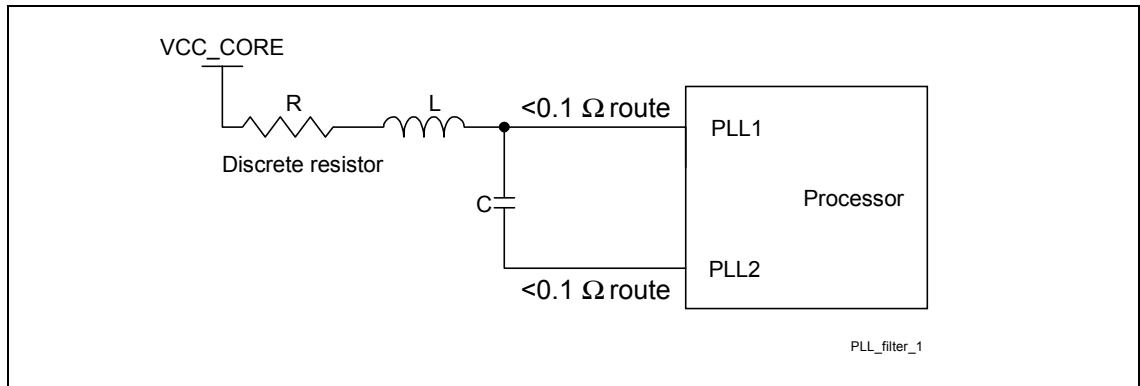 VCC_CORE
R
L
<0.1 Ω route
PLL1
Discrete resistor
C
Processor
PLL2
<0.1 Ω route
PLL_filter_1